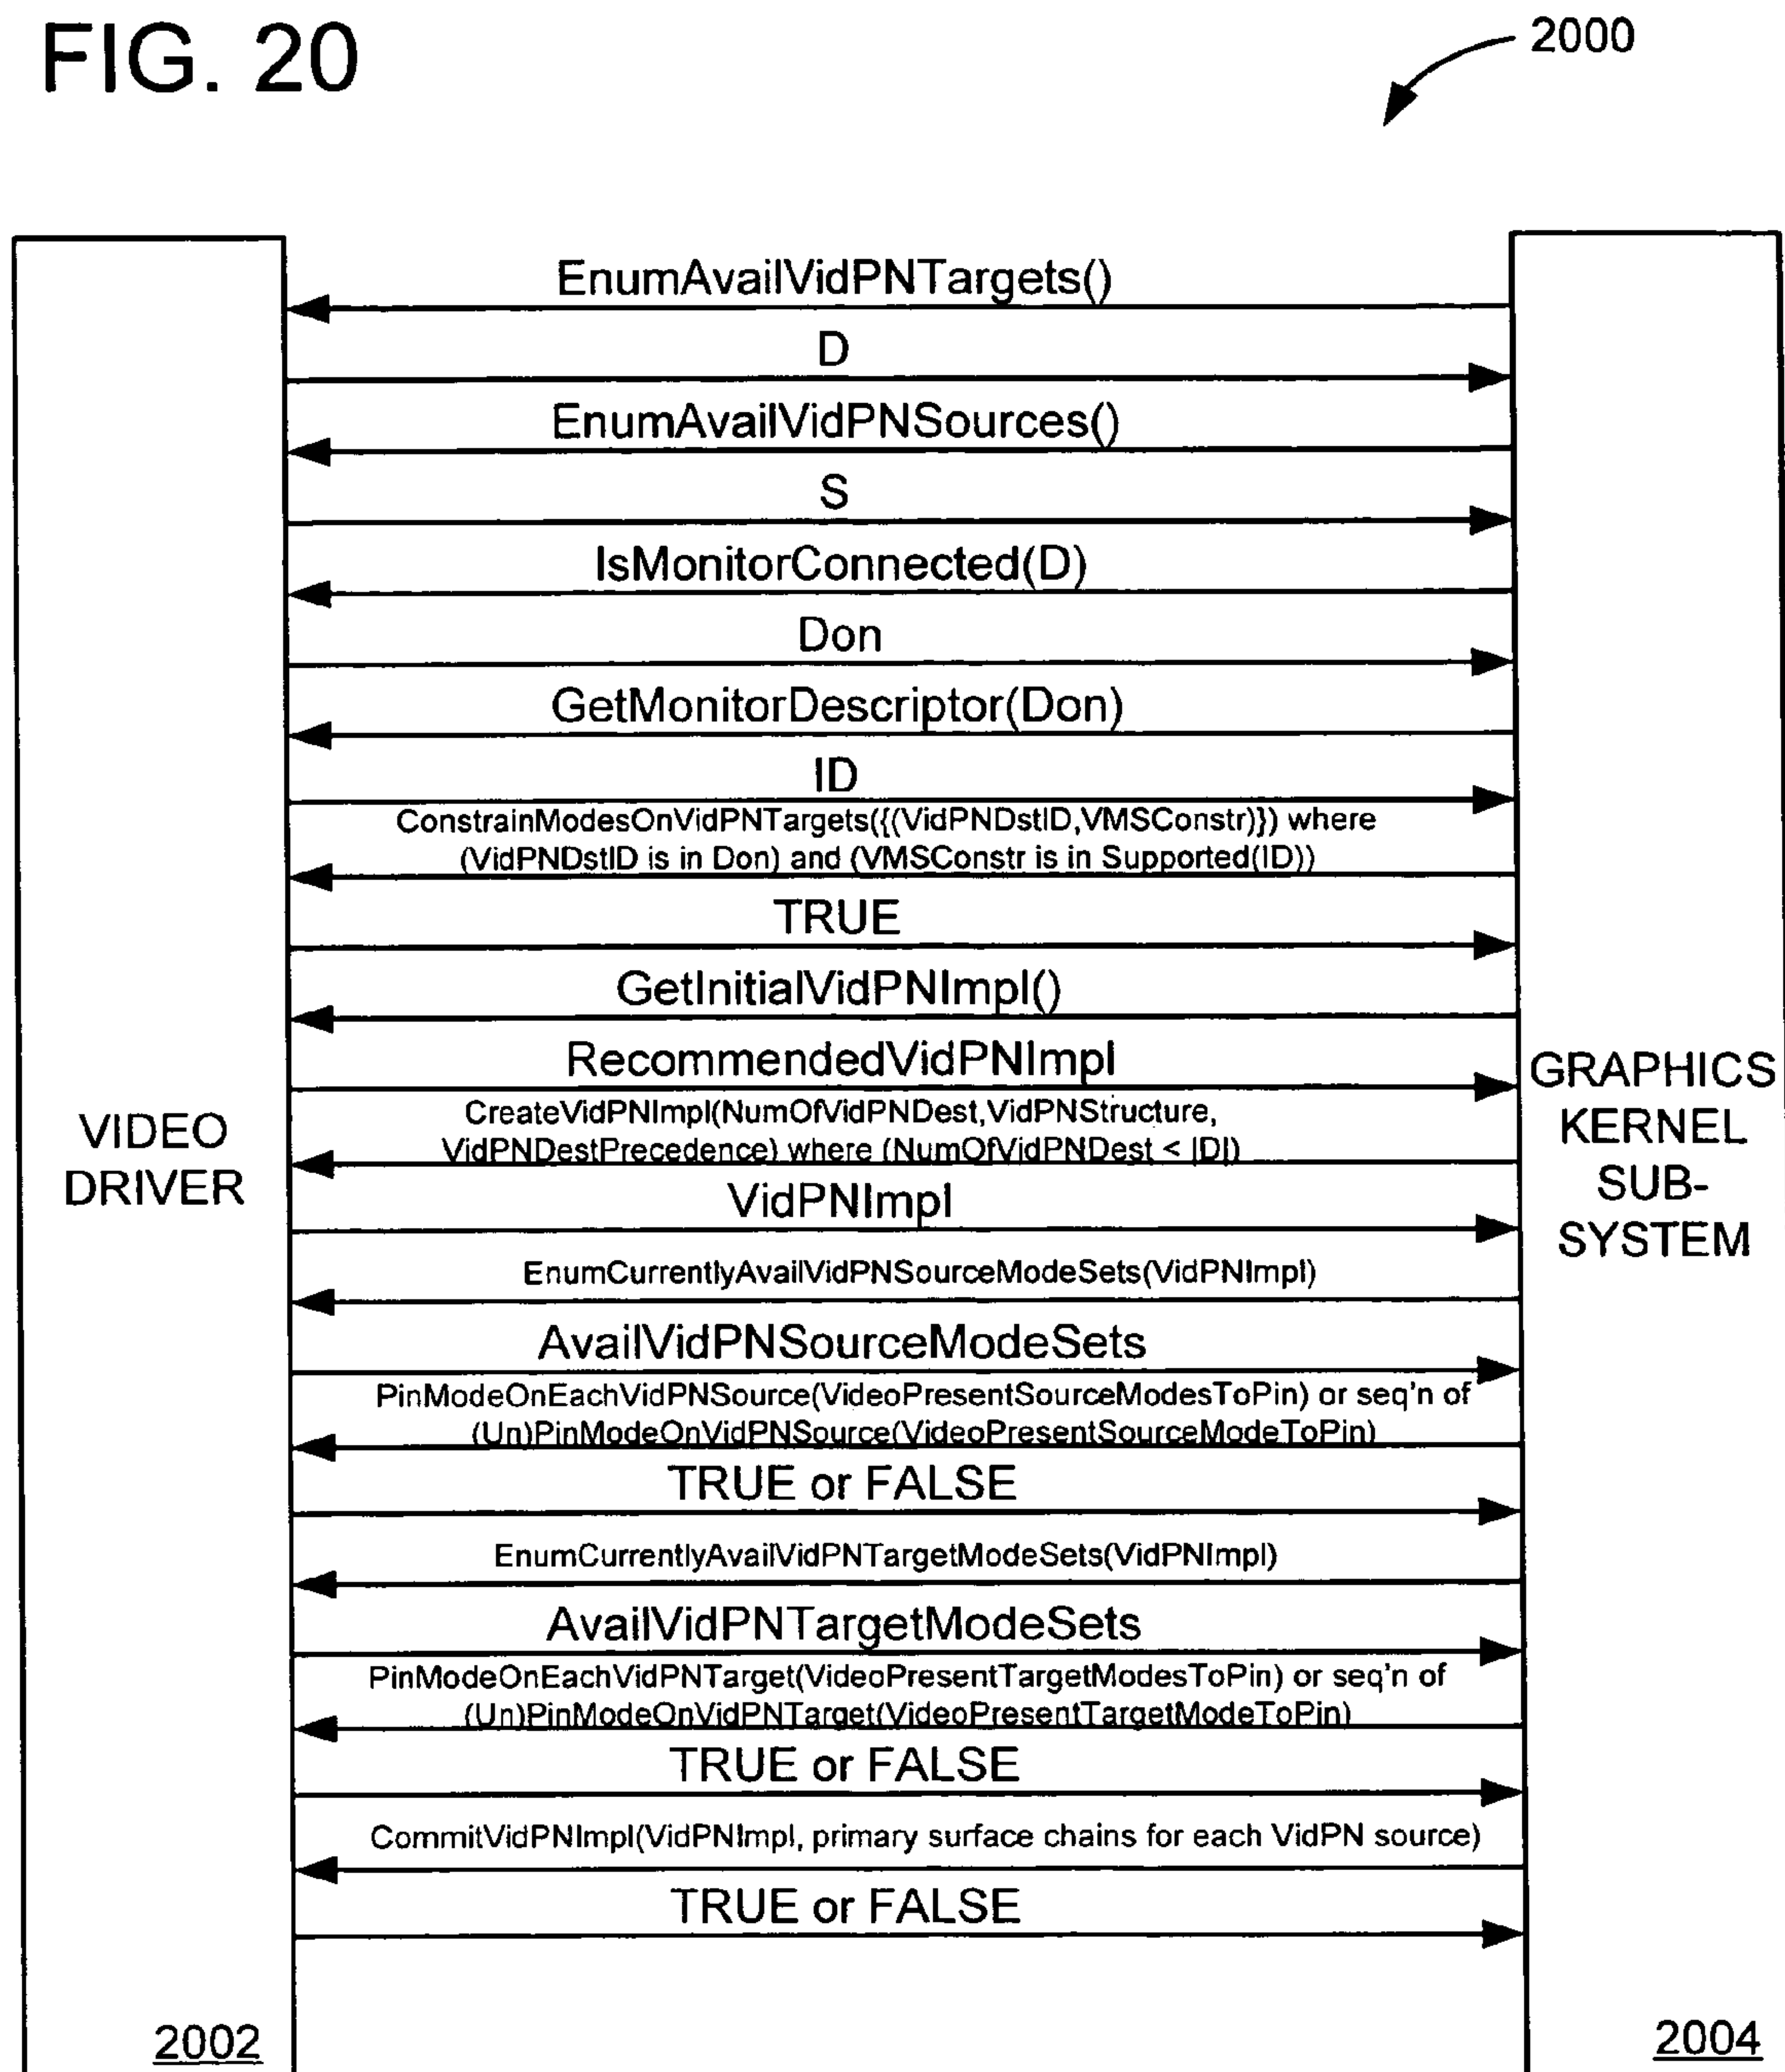 FIG. 20
2000
EnumAvailVidPNTargets()
D
EnumAvailVidPNSources()
S
IsMonitorConnected(D)
Don
GetMonitorDescriptor(Don)
ID
ConstrainModesOnVidPNTargets({(VidPNDstID,VMSConstr)}) where
(VidPNDstID is in Don) and (VMSConstr is in Supported(ID))
TRUE
GetInitialVidPNImpl()
RecommendedVidPNImpl
CreateVidPNImpl(NumOfVidPNDest,VidPNStructure,
VidPNDestPrecedence) where (NumOfVidPNDest < |D|)
VidPNImpl
EnumCurrentlyAvailVidPNSourceModeSets(VidPNImpl)
AvailVidPNSourceModeSets
PinModeOnEachVidPNSource(VideoPresentSourceModesToPin) or seq'n of
(Un)PinModeOnVidPNSource(VideoPresentSourceModeToPin)
TRUE or FALSE
EnumCurrentlyAvailVidPNTargetModeSets(VidPNImpl)
AvailVidPNTargetModeSets
PinModeOnEachVidPNTarget(VideoPresentTargetModesToPin) or seq'n of
(Un)PinModeOnVidPNTarget(VideoPresentTargetModeToPin)
TRUE or FALSE
CommitVidPNImpl(VidPNImpl, primary surface chains for each VidPN source)
TRUE or FALSE
VIDEO
DRIVER
2002
GRAPHICS
KERNEL
SUB-
SYSTEM
2004